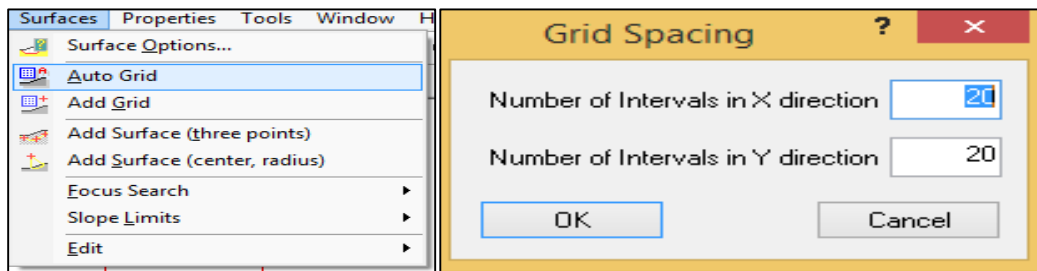 Surfaces Properties Tools Window H
Surface Options...
Auto Grid
Add Grid
Add Surface (three points)
Add Surface (center, radius)
Focus Search
Slope Limits
Edit
Grid Spacing ? ×
Number of Intervals in X direction 20
Number of Intervals in Y direction 20
OK Cancel